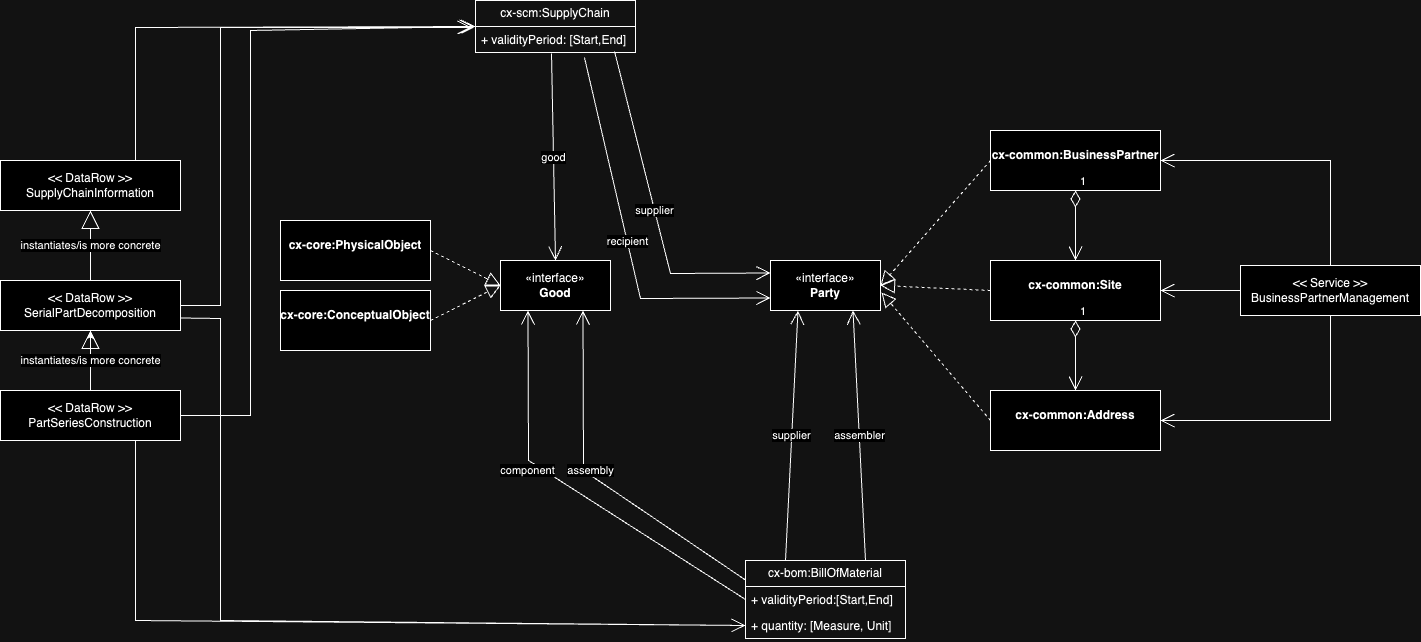 cx-scm:SupplyChain
+ validityPeriod: [Start,End]
good
supplier
recipient
<< DataRow >>
SupplyChainInformation
instantiates/is more concrete
<< DataRow >>
SerialPartDecomposition
instantiates/is more concrete
<< DataRow >>
PartSeriesConstruction
cx-core:PhysicalObject
cx-core:ConceptualObject
«interface»
Good
«interface»
Party
cx-common:BusinessPartner
1
cx-common:Site
1
cx-common:Address
<< Service >>
BusinessPartnerManagement
component
assembly
supplier
assembler
cx-bom:BillOfMaterial
+ validityPeriod:[Start,End]
+ quantity: [Measure, Unit]